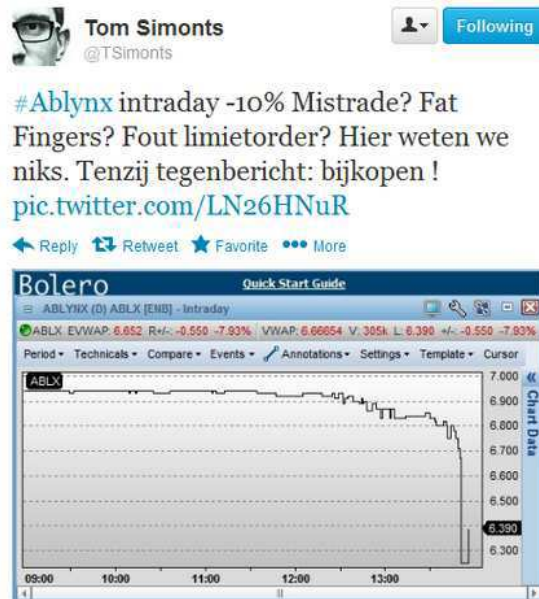 Tom Simonts
@TSimonts
Following
#Ablynx intraday -10% Mistrade? Fat
Fingers? Fout limietorder? Hier weten we
niks. Tenzij tegenbericht: bijkopen !
pic.twitter.com/LN26HNuR
Reply Retweet Favorite More
Bolero Quick Start Guide
ABLYNX (D) ABLX [ENB] - Intraday
ABLX EVWAP: 6.652 R+/-: -0.550 -7.93% VWAP: 6.66654 V: 305k L: 6.390 +/-: -0.550 -7.93%
Period Technicals Compare Events Annotations Settings Template Cursor
ABLX
7.000
6.900
6.800
6.700
6.600
6.500
6.390
6.300
Chart Data
09:00 10:00 11:00 12:00 13:00